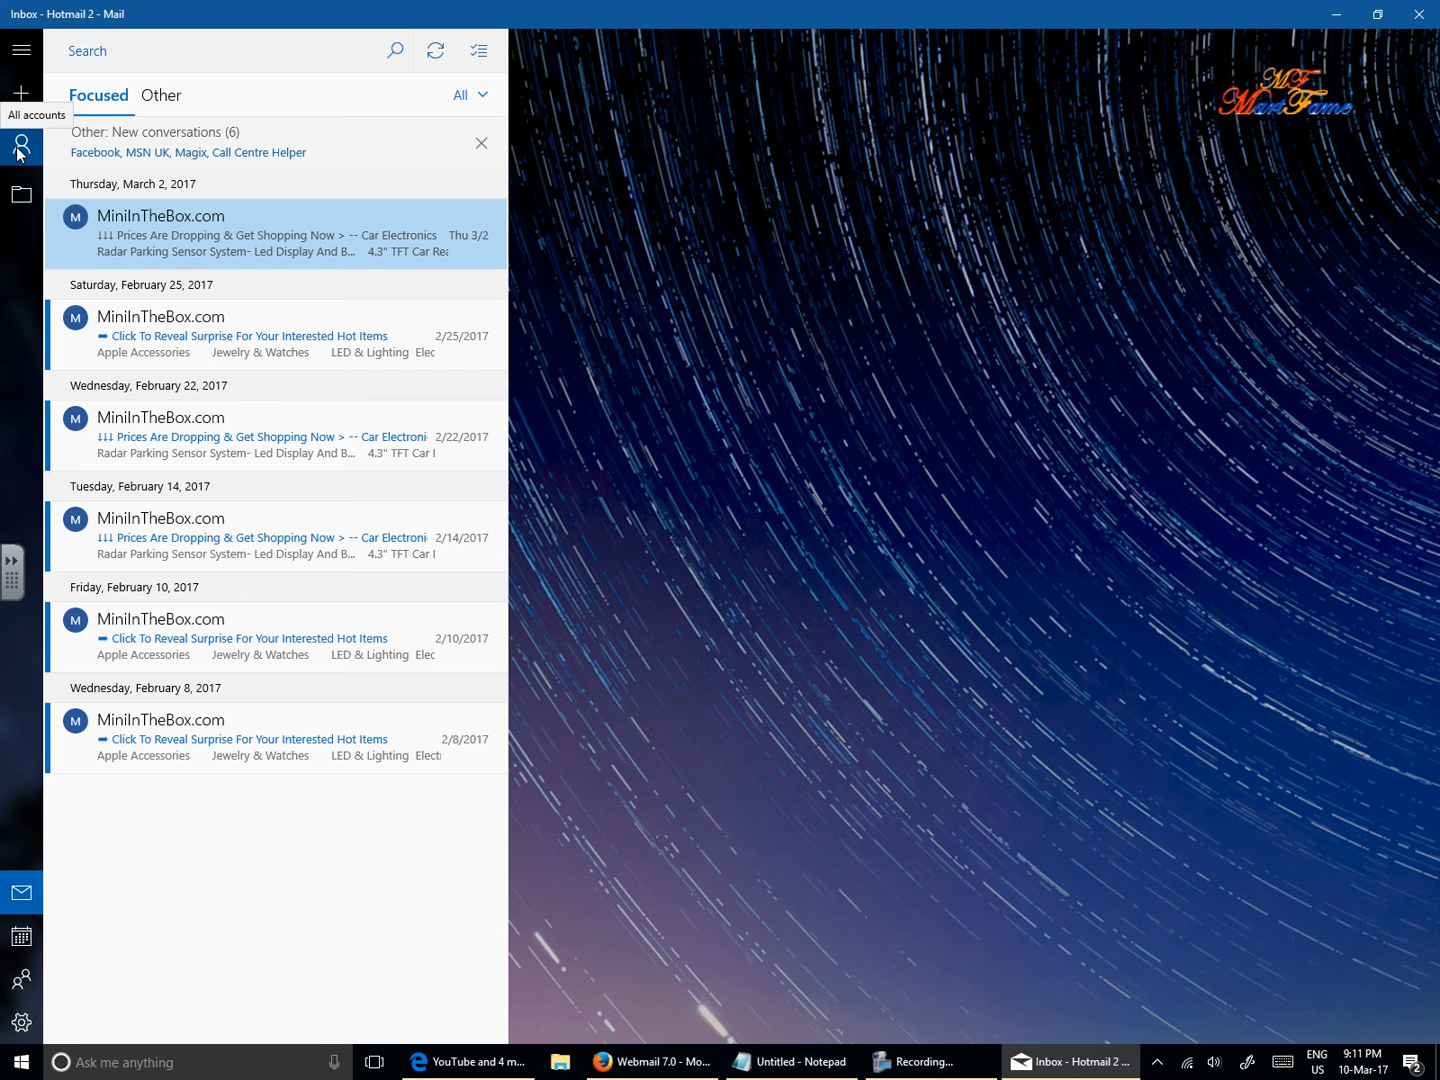 Inbox - Hotmail 2 - Mail
Search
Focused Other All
All accounts
Other: New conversations (6)
Facebook, MSN UK, Magix, Call Centre Helper
Thursday, March 2, 2017
M MiniInTheBox.com
↓↓↓ Prices Are Dropping & Get Shopping Now > -- Car Electronics Thu 3/2
Radar Parking Sensor System- Led Display And B... 4.3" TFT Car Rea
Saturday, February 25, 2017
M MiniInTheBox.com
➡ Click To Reveal Surprise For Your Interested Hot Items 2/25/2017
Apple Accessories Jewelry & Watches LED & Lighting Elec
Wednesday, February 22, 2017
M MiniInTheBox.com
↓↓↓ Prices Are Dropping & Get Shopping Now > -- Car Electroni 2/22/2017
Radar Parking Sensor System- Led Display And B... 4.3" TFT Car I
Tuesday, February 14, 2017
M MiniInTheBox.com
↓↓↓ Prices Are Dropping & Get Shopping Now > -- Car Electroni 2/14/2017
Radar Parking Sensor System- Led Display And B... 4.3" TFT Car I
Friday, February 10, 2017
M MiniInTheBox.com
➡ Click To Reveal Surprise For Your Interested Hot Items 2/10/2017
Apple Accessories Jewelry & Watches LED & Lighting Elec
Wednesday, February 8, 2017
M MiniInTheBox.com
➡ Click To Reveal Surprise For Your Interested Hot Items 2/8/2017
Apple Accessories Jewelry & Watches LED & Lighting Elect
MF
MartFame
Ask me anything
YouTube and 4 m...
Webmail 7.0 - Mo...
Untitled - Notepad
Recording...
Inbox - Hotmail 2 ...
ENG
US
9:11 PM
10-Mar-17
2